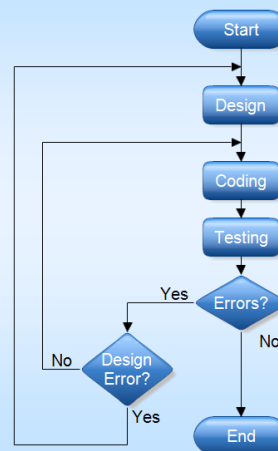 Start
Design
Coding
Testing
Yes
Errors?
No
No
Design
Error?
Yes
End